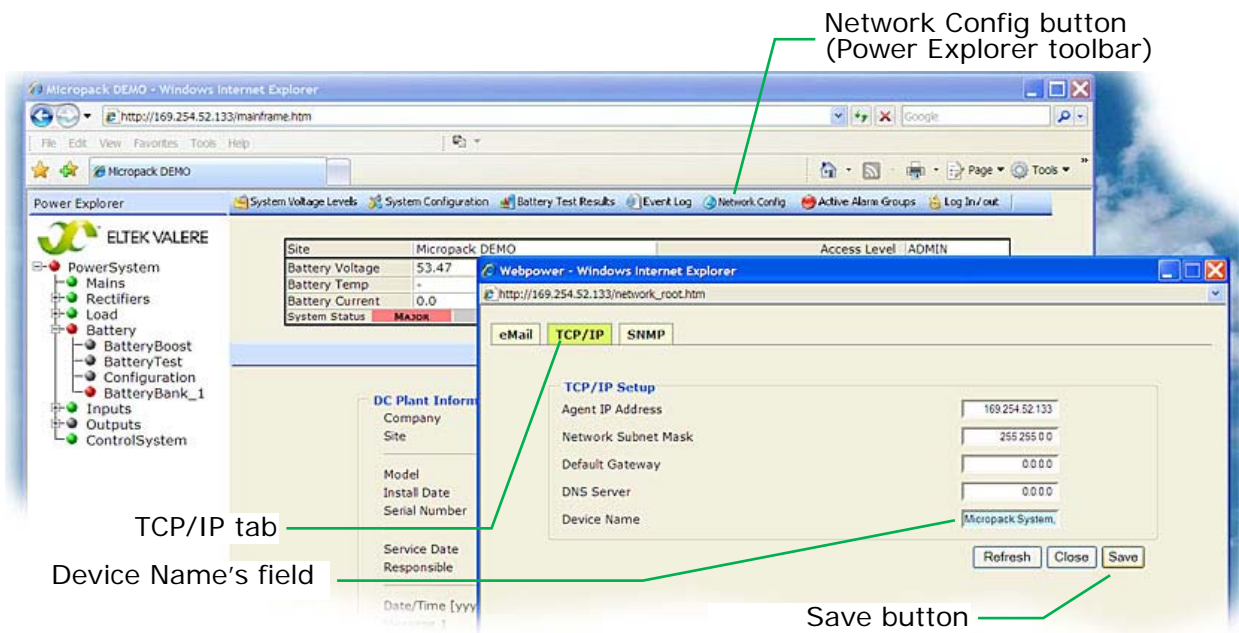 Network Config button
(Power Explorer toolbar)
Micropack DEMO - Windows Internet Explorer
http://169.254.52.133/mainframe.htm
Google
File Edit View Favorites Tools Help
Micropack DEMO
Page Tools
Power Explorer
System Voltage Levels System Configuration Battery Test Results Event Log Network Config Active Alarm Groups Log In/out
ELTEK VALERE
PowerSystem
Mains
Rectifiers
Load
Battery
BatteryBoost
BatteryTest
Configuration
BatteryBank_1
Inputs
Outputs
ControlSystem
Site Micropack DEMO Access Level ADMIN
Battery Voltage 53.47
Battery Temp -
Battery Current 0.0
System Status MAJOR
DC Plant Inform
Company
Site
Model
Install Date
Serial Number
Service Date
Responsible
Date/Time [yyy
Webpower - Windows Internet Explorer
http://169.254.52.133/network_root.htm
eMail TCP/IP SNMP
TCP/IP Setup
Agent IP Address 169.254.52.133
Network Subnet Mask 255.255.0.0
Default Gateway 0.0.0.0
DNS Server 0.0.0.0
Device Name Micropack System,
Refresh Close Save
TCP/IP tab
Device Name's field
Save button